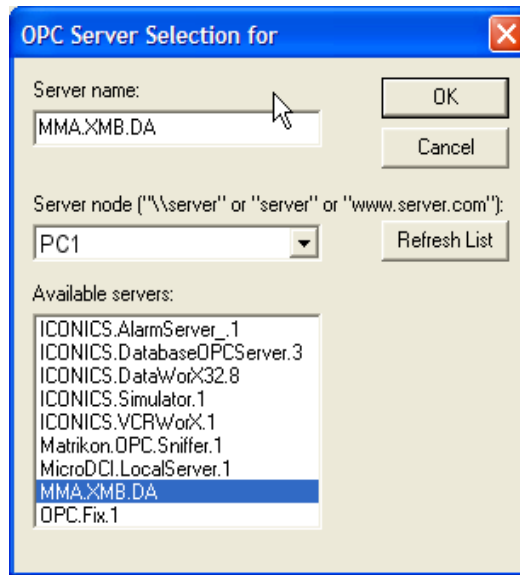 OPC Server Selection for
Server name:
MMA.XMB.DA
OK
Cancel
Server node ("\\server" or "server" or "www.server.com"):
PC1
Refresh List
Available servers:
ICONICS.AlarmServer_.1
ICONICS.DatabaseOPCServer.3
ICONICS.DataWorX32.8
ICONICS.Simulator.1
ICONICS.VCRWorX.1
Matrikon.OPC.Sniffer.1
MicroDCI.LocalServer.1
MMA.XMB.DA
OPC.Fix.1